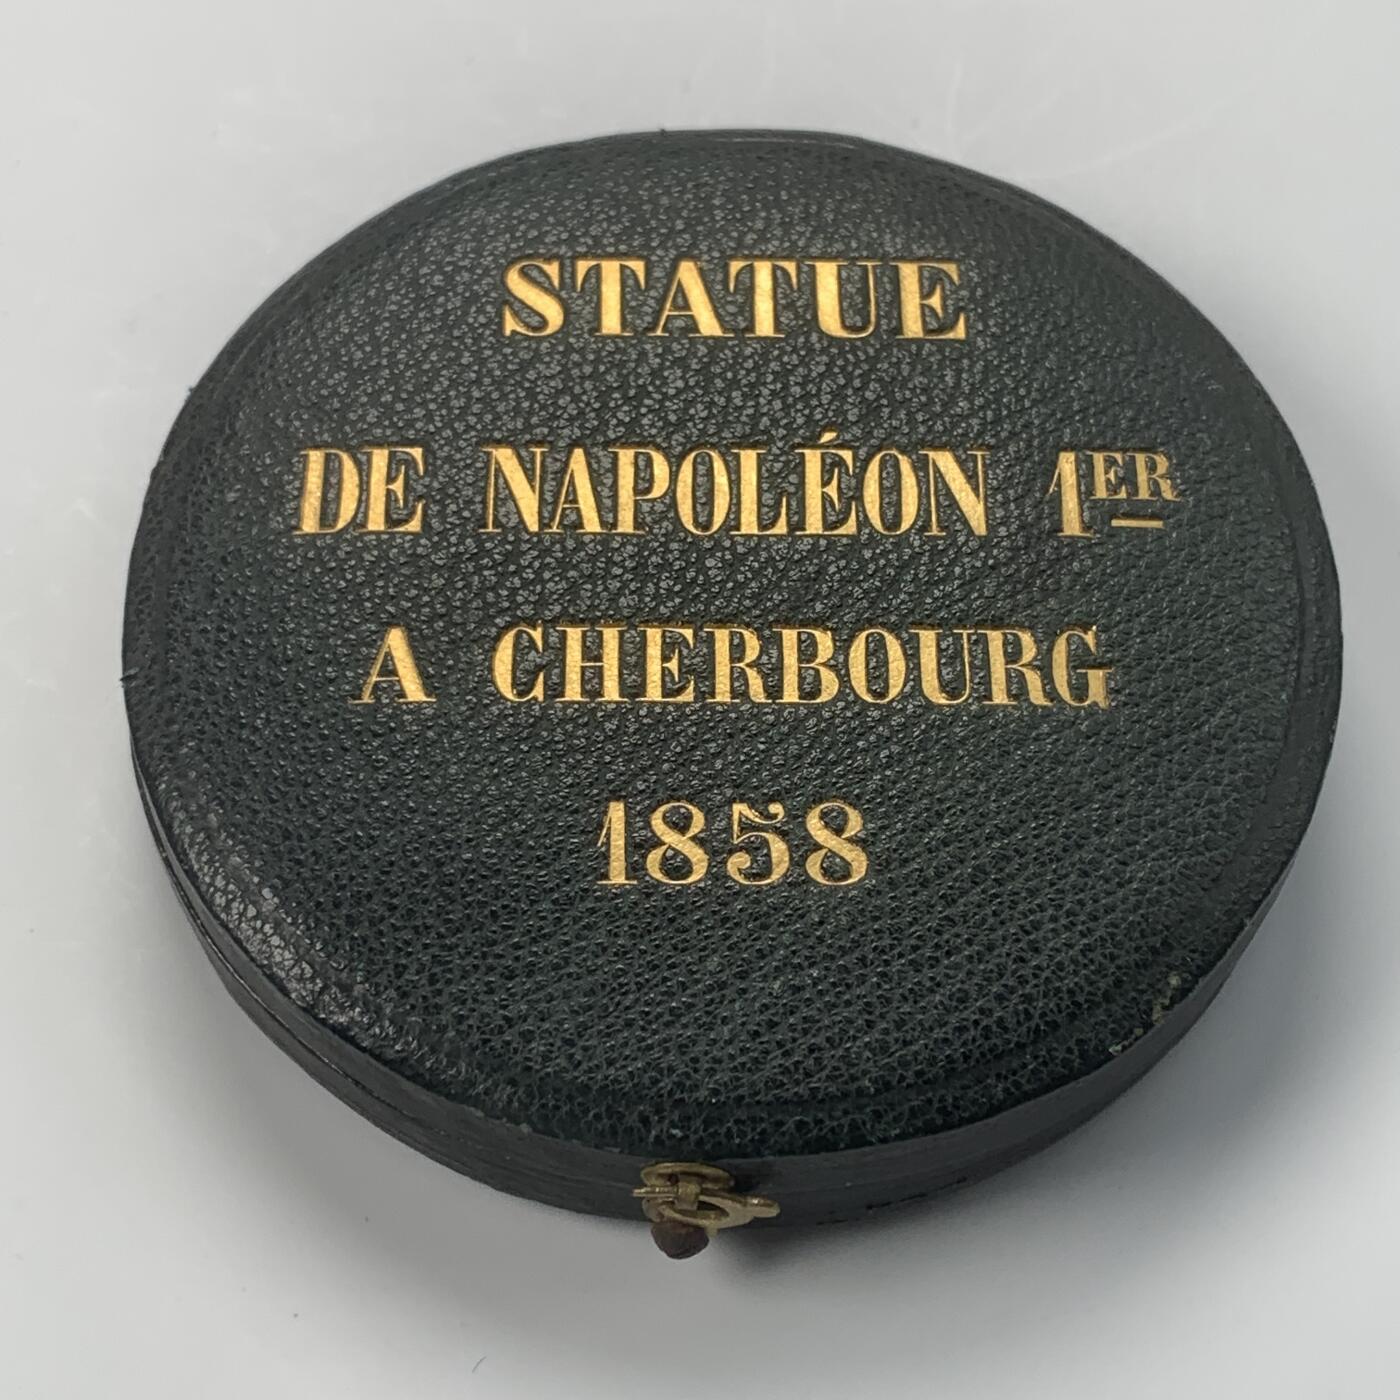 STATUE
DE NAPOLÉON 1ER
A CHERBOURG
1858